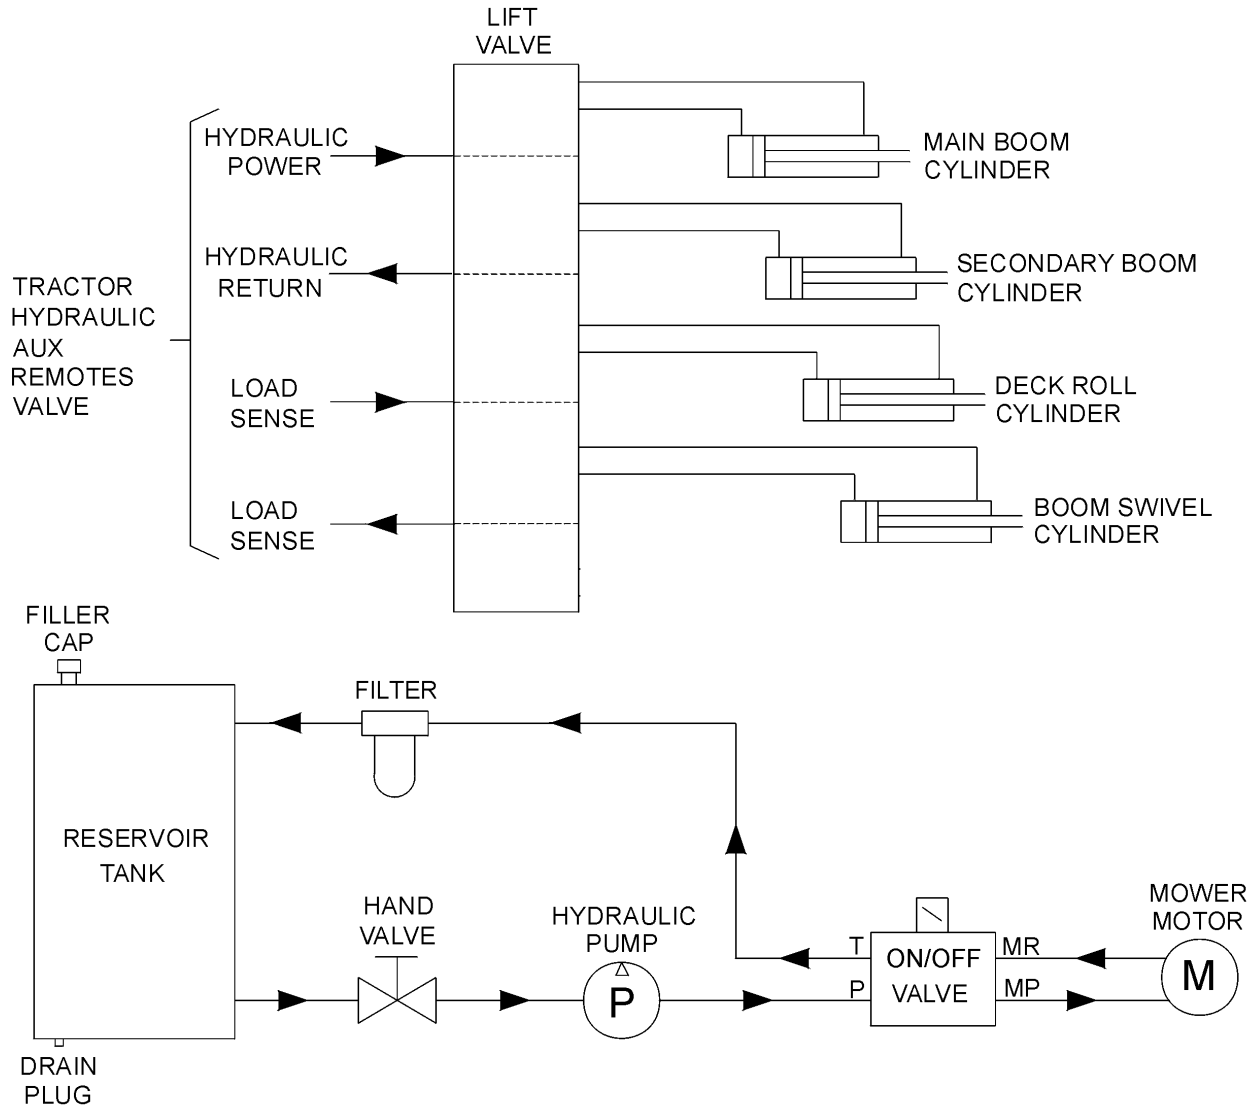 LIFT
VALVE
HYDRAULIC
POWER
HYDRAULIC
RETURN
TRACTOR
HYDRAULIC
AUX
REMOTES
VALVE
LOAD
SENSE
LOAD
SENSE
MAIN BOOM
CYLINDER
SECONDARY BOOM
CYLINDER
DECK ROLL
CYLINDER
BOOM SWIVEL
CYLINDER
FILLER
CAP
FILTER
RESERVOIR
TANK
HAND
VALVE
HYDRAULIC
PUMP
P
T
P
ON/OFF
VALVE
MR
MP
MOWER
MOTOR
M
DRAIN
PLUG